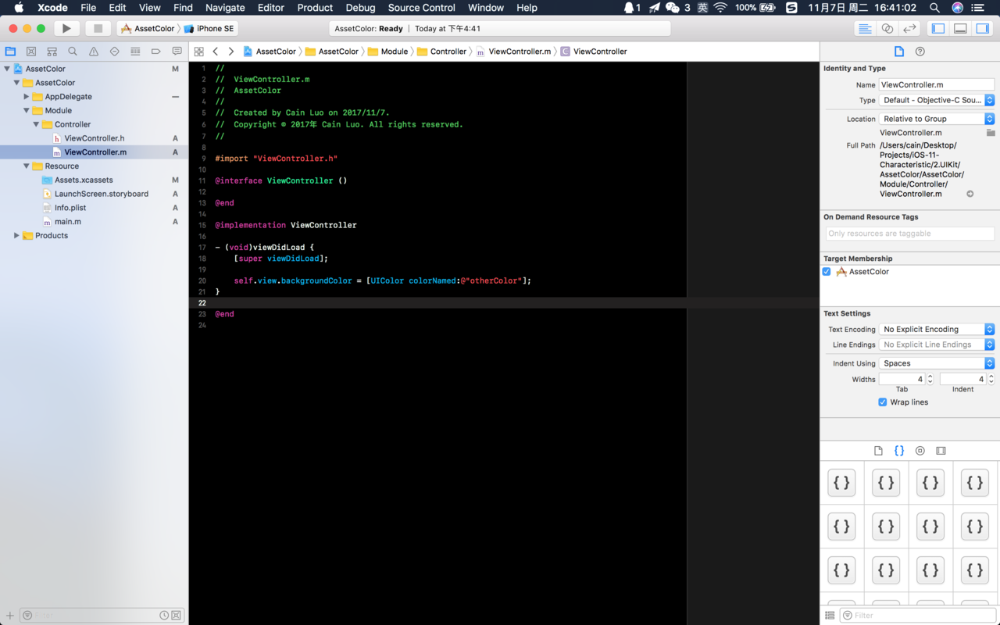 Xcode File Edit View Find Navigate Editor Product Debug Source Control Window Help 1 3 英 100% 11月7日 周二 16:41:02
AssetColor iPhone SE AssetColor: Ready | Today at 下午4:41
AssetColor AssetColor Module Controller ViewController.m ViewController
AssetColor M
AssetColor
AppDelegate
Module
Controller
ViewController.h A
ViewController.m A
Resource
Assets.xcassets M
LaunchScreen.storyboard A
Info.plist A
main.m A
Products
Filter
1 //
2 //  ViewController.m
3 //  AssetColor
4 //
5 //  Created by Cain Luo on 2017/11/7.
6 //  Copyright © 2017年 Cain Luo. All rights reserved.
7 //
8
9 #import "ViewController.h"
10
11 @interface ViewController ()
12
13 @end
14
15 @implementation ViewController
16
17 - (void)viewDidLoad {
18     [super viewDidLoad];
19
20     self.view.backgroundColor = [UIColor colorNamed:@"otherColor"];
21 }
22
23 @end
24
Identity and Type
Name ViewController.m
Type Default - Objective-C Sou...
Location Relative to Group
ViewController.m
Full Path /Users/cain/Desktop/
Projects/iOS-11-
Characteristic/2.UIKit/
AssetColor/AssetColor/
Module/Controller/
ViewController.m
On Demand Resource Tags
Only resources are taggable
Target Membership
AssetColor
Text Settings
Text Encoding No Explicit Encoding
Line Endings No Explicit Line Endings
Indent Using Spaces
Widths 4 4
Tab Indent
Wrap lines
{} {} {} {}
{} {} {} {}
{} {} {} {}
Filter